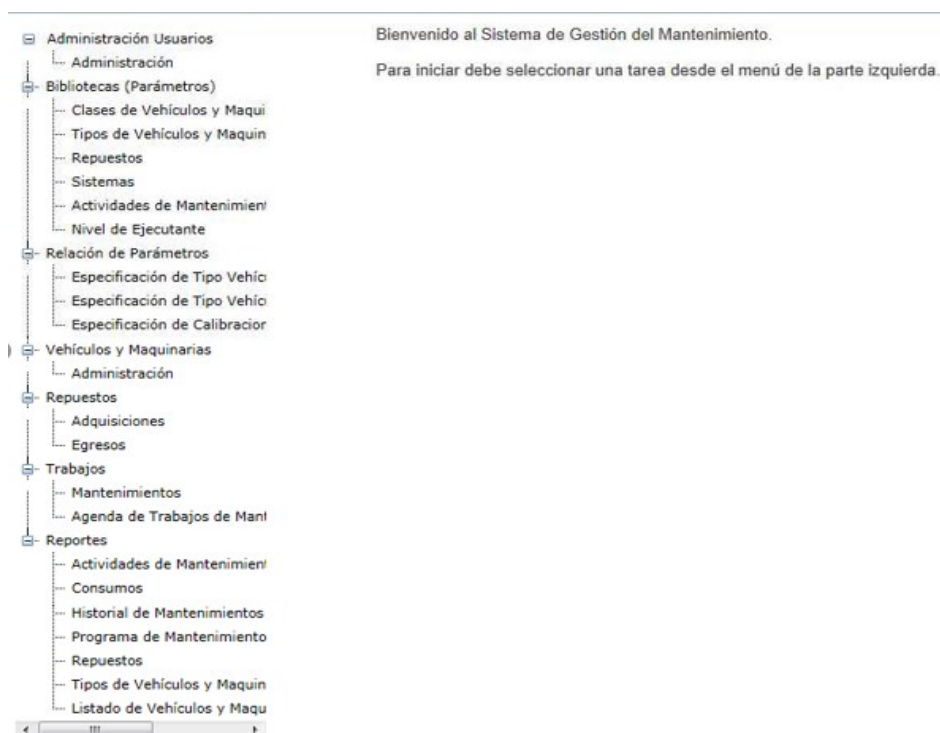 Administración Usuarios
Administración
Bibliotecas (Parámetros)
Clases de Vehículos y Maqui
Tipos de Vehículos y Maquin
Repuestos
Sistemas
Actividades de Mantenimien
Nivel de Ejecutante
Relación de Parámetros
Especificación de Tipo Vehíc
Especificación de Tipo Vehíc
Especificación de Calibracion
Vehículos y Maquinarias
Administración
Repuestos
Adquisiciones
Egresos
Trabajos
Mantenimientos
Agenda de Trabajos de Mant
Reportes
Actividades de Mantenimien
Consumos
Historial de Mantenimientos
Programa de Mantenimiento
Repuestos
Tipos de Vehículos y Maquin
Listado de Vehículos y Maqu
Bienvenido al Sistema de Gestión del Mantenimiento.
Para iniciar debe seleccionar una tarea desde el menú de la parte izquierda.